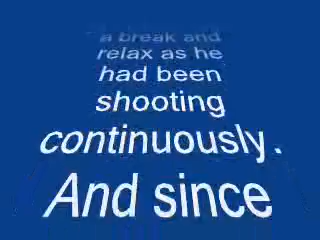 a break and
relax as he
had been
shooting
continuously.
And since